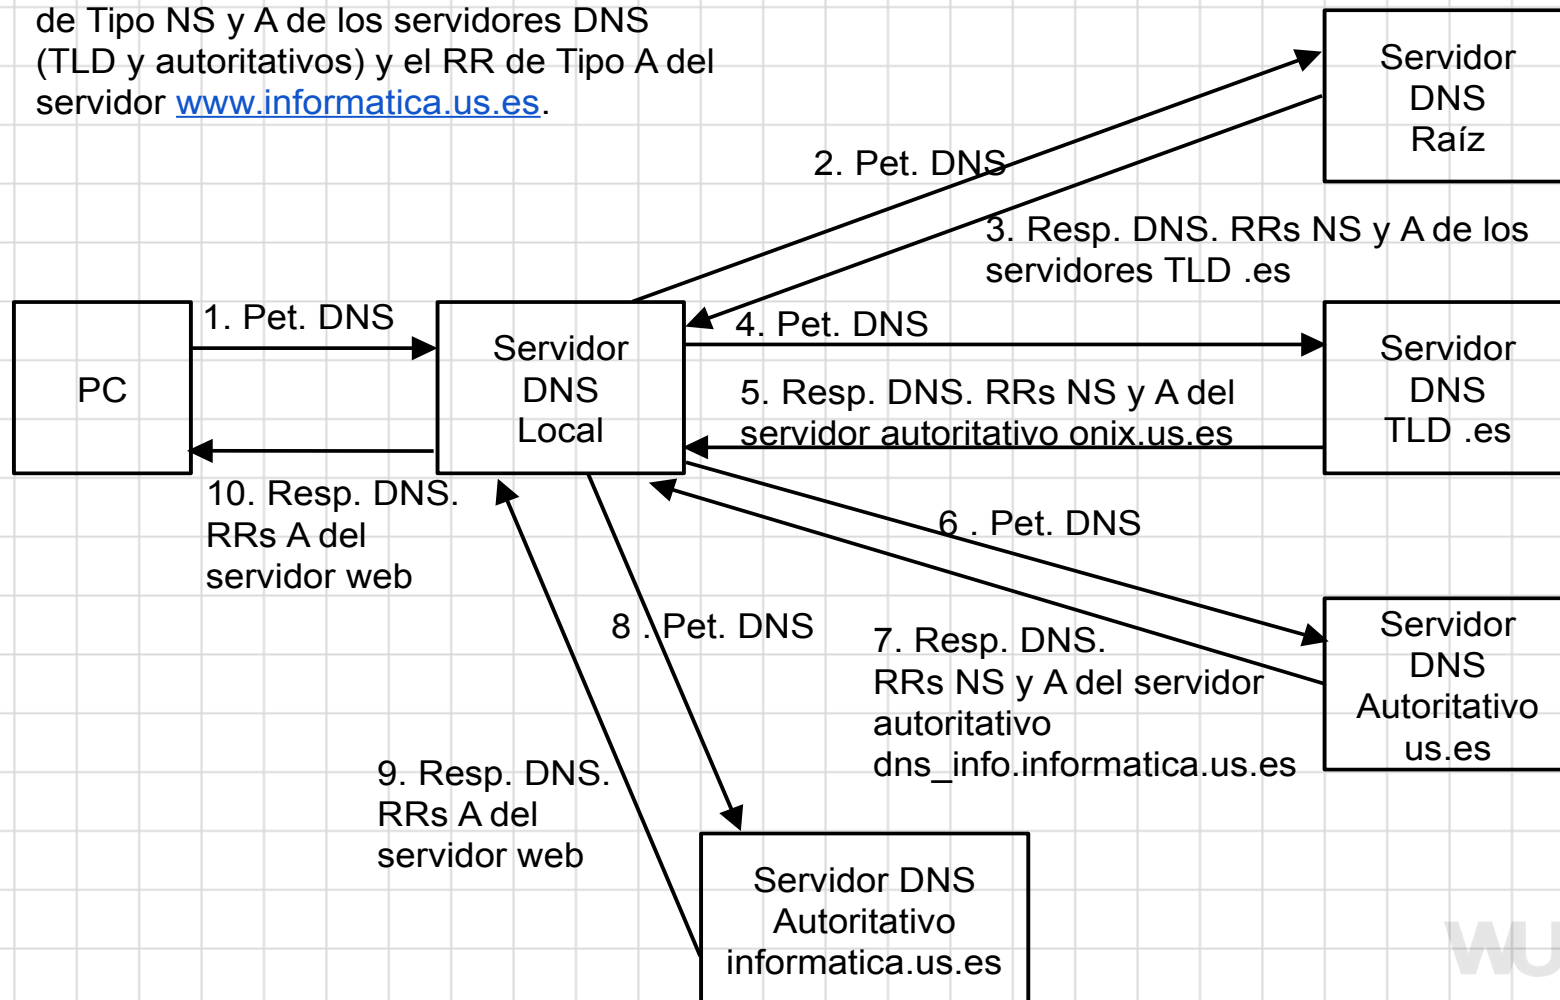 de Tipo NS y A de los servidores DNS
(TLD y autoritativos) y el RR de Tipo A del
servidor www.informatica.us.es.
Servidor
DNS
Raíz
2. Pet. DNS
3. Resp. DNS. RRs NS y A de los
servidores TLD .es
PC
1. Pet. DNS
Servidor
DNS
Local
4. Pet. DNS
5. Resp. DNS. RRs NS y A del
servidor autoritativo onix.us.es
Servidor
DNS
TLD .es
10. Resp. DNS.
RRs A del
servidor web
6 . Pet. DNS
8 . Pet. DNS
7. Resp. DNS.
RRs NS y A del servidor
autoritativo
dns_info.informatica.us.es
Servidor
DNS
Autoritativo
us.es
9. Resp. DNS.
RRs A del
servidor web
Servidor DNS
Autoritativo
informatica.us.es